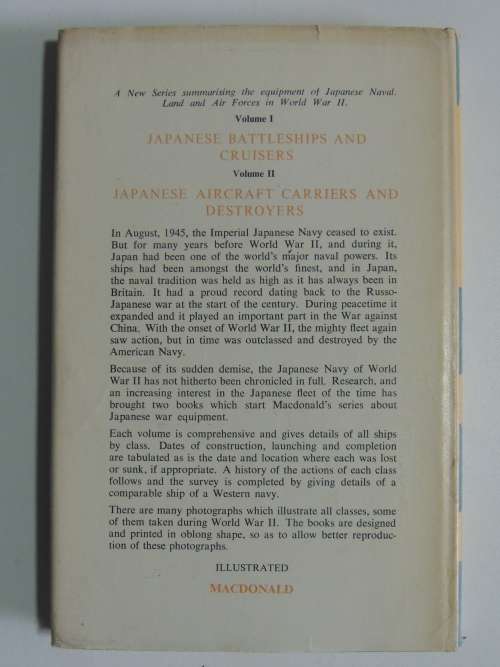 A New Series summarising the equipment of Japanese Naval.
Land and Air Forces in World War II.
Volume I
JAPANESE BATTLESHIPS AND
CRUISERS
Volume II
JAPANESE AIRCRAFT CARRIERS AND
DESTROYERS
In August, 1945, the Imperial Japanese Navy ceased to exist.
But for many years before World War II, and during it,
Japan had been one of the world's major naval powers. Its
ships had been amongst the world's finest, and in Japan,
the naval tradition was held as high as it has always been in
Britain. It had a proud record dating back to the Russo-
Japanese war at the start of the century. During peacetime it
expanded and it played an important part in the War against
China. With the onset of World War II, the mighty fleet again
saw action, but in time was outclassed and destroyed by the
American Navy.
Because of its sudden demise, the Japanese Navy of World
War II has not hitherto been chronicled in full. Research, and
an increasing interest in the Japanese fleet of the time has
brought two books which start Macdonald's series about
Japanese war equipment.
Each volume is comprehensive and gives details of all ships
by class. Dates of construction, launching and completion
are tabulated as is the date and location where each was lost
or sunk, if appropriate. A history of the actions of each class
follows and the survey is completed by giving details of a
comparable ship of a Western navy.
There are many photographs which illustrate all classes, some
of them taken during World War II. The books are designed
and printed in oblong shape, so as to allow better reproduc-
tion of these photographs.
ILLUSTRATED
MACDONALD